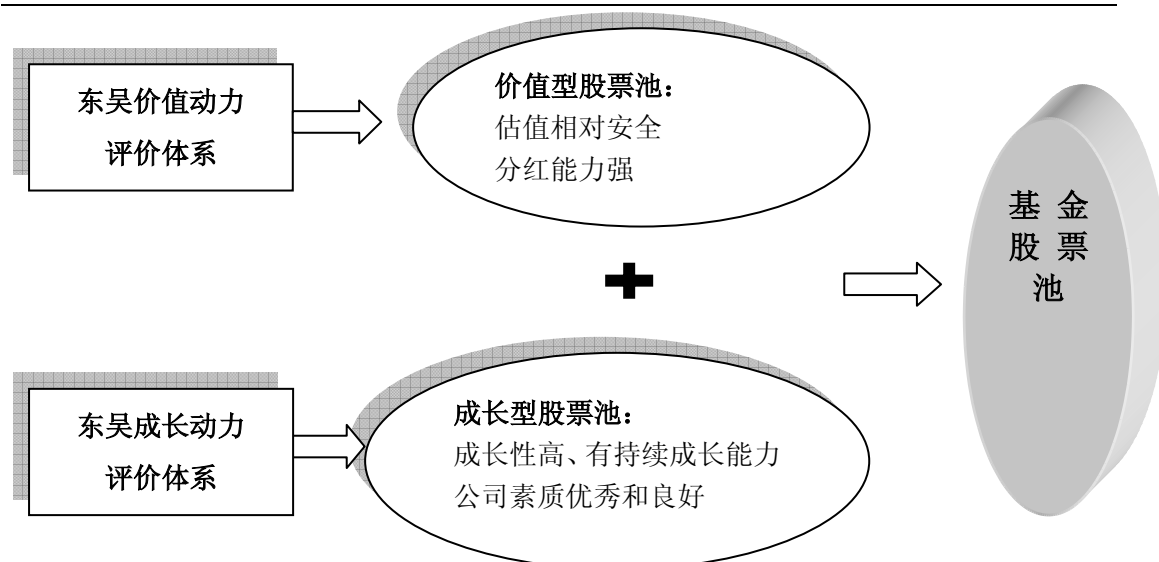 东吴价值动力
评价体系
价值型股票池：
估值相对安全
分红能力强
基 金
股 票
池
东吴成长动力
评价体系
成长型股票池：
成长性高、有持续成长能力
公司素质优秀和良好